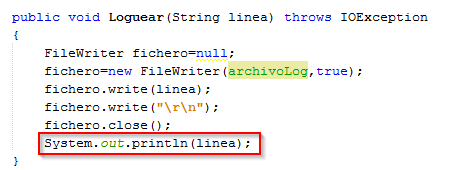 public void Loguear(String linea) throws IOException
{
FileWriter fichero=null;
fichero=new FileWriter(archivoLog,true);
fichero.write(linea);
fichero.write("\r\n");
fichero.close();
System.out.println(linea);
}